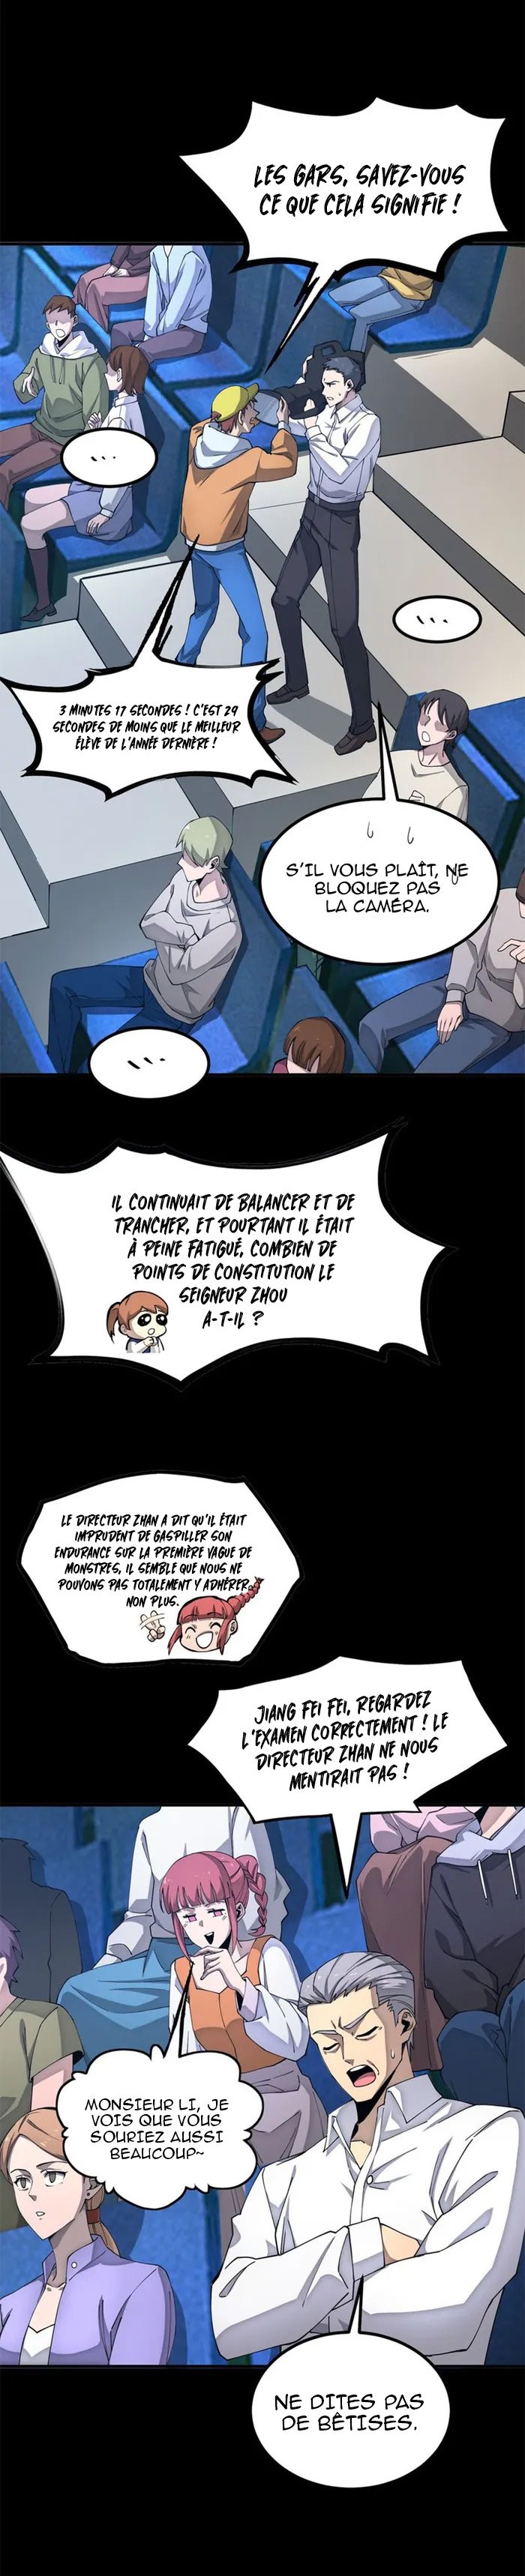 LES GARS, SAVEZ-VOUS
CE QUE CELA SIGNIFIE !
...
...
3 MINUTES 17 SECONDES ! C'EST 29
SECONDES DE MOINS QUE LE MEILLEUR
ÉLÈVE DE L'ANNÉE DERNIÈRE !
S'IL VOUS PLAÎT, NE
BLOQUEZ PAS
LA CAMÉRA.
...
IL CONTINUAIT DE BALANCER ET DE
TRANCHER, ET POURTANT IL ÉTAIT
À PEINE FATIGUÉ, COMBIEN DE
POINTS DE CONSTITUTION LE
SEIGNEUR ZHOU
A-T-IL ?
LE DIRECTEUR ZHAN A DIT QU'IL ÉTAIT
IMPRUDENT DE GASPILLER SON
ENDURANCE SUR LA PREMIÈRE VAGUE DE
MONSTRES, IL SEMBLE QUE NOUS NE
POUVONS PAS TOTALEMENT Y ADHÉRER
NON PLUS.
JIANG FEI FEI, REGARDEZ
L'EXAMEN CORRECTEMENT ! LE
DIRECTEUR ZHAN NE NOUS
MENTIRAIT PAS !
MONSIEUR LI, JE
VOIS QUE VOUS
SOURIEZ AUSSI
BEAUCOUP~
NE DITES PAS
DE BÊTISES.